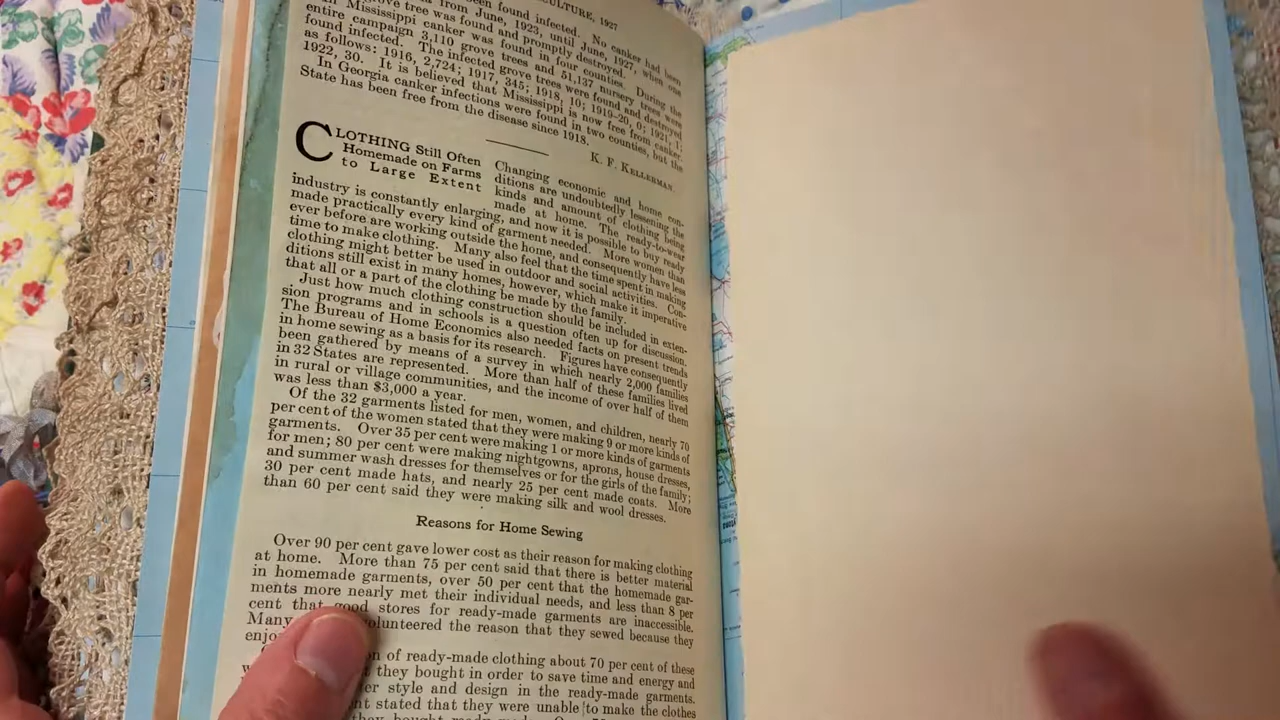 CULTURE, 1927
been found infected. No canker had been
from June, 1923, until June, 1927, when one
grove tree was found and promptly destroyed. During the
In Mississippi canker was found in four counties.
entire campaign 3,110 grove trees and 51,137 nursery trees were
found infected. The infected grove trees were found and destroyed
as follows: 1916, 2,724; 1917, 345; 1918, 10; 1919-20, 0; 1921, 1;
1922, 30. It is believed that Mississippi is now free from canker.
In Georgia canker infections were found in two counties, but the
State has been free from the disease since 1918.
K. F. KELLERMAN.
CLOTHING Still Often
Homemade on Farms
to Large Extent
Changing economic and home con-
ditions are undoubtedly lessening the
kinds and amount of clothing being
made at home. The ready-to-wear
industry is constantly enlarging, and now it is possible to buy ready
made practically every kind of garment needed. More women than
ever before are working outside the home, and consequently have less
time to make clothing. Many also feel that the time spent in making
clothing might better be used in outdoor and social activities. Con-
ditions still exist in many homes, however, which make it imperative
that all or a part of the clothing be made by the family.
Just how much clothing construction should be included in exten-
sion programs and in schools is a question often up for discussion.
The Bureau of Home Economics also needed facts on present trends
in home sewing as a basis for its research. Figures have consequently
been gathered by means of a survey in which nearly 2,000 families
in 32 States are represented. More than half of these families lived
in rural or village communities, and the income of over half of them
was less than $3,000 a year.
Of the 32 garments listed for men, women, and children, nearly 70
per cent of the women stated that they were making 9 or more kinds of
garments. Over 35 per cent were making 1 or more kinds of garments
for men; 80 per cent were making nightgowns, aprons, house dresses,
and summer wash dresses for themselves or for the girls of the family;
30 per cent made hats, and nearly 25 per cent made coats. More
than 60 per cent said they were making silk and wool dresses.
Reasons for Home Sewing
Over 90 per cent gave lower cost as their reason for making clothing
at home. More than 75 per cent said that there is better material
in homemade garments, over 50 per cent that the homemade gar-
ments more nearly met their individual needs, and less than 8 per
cent that good stores for ready-made garments are inaccessible.
Many volunteered the reason that they sewed because they
enjo
of ready-made clothing about 70 per cent of these
they bought in order to save time and energy and
style and design in the ready-made garments.
stated that they were unable to make the clothes
they bought